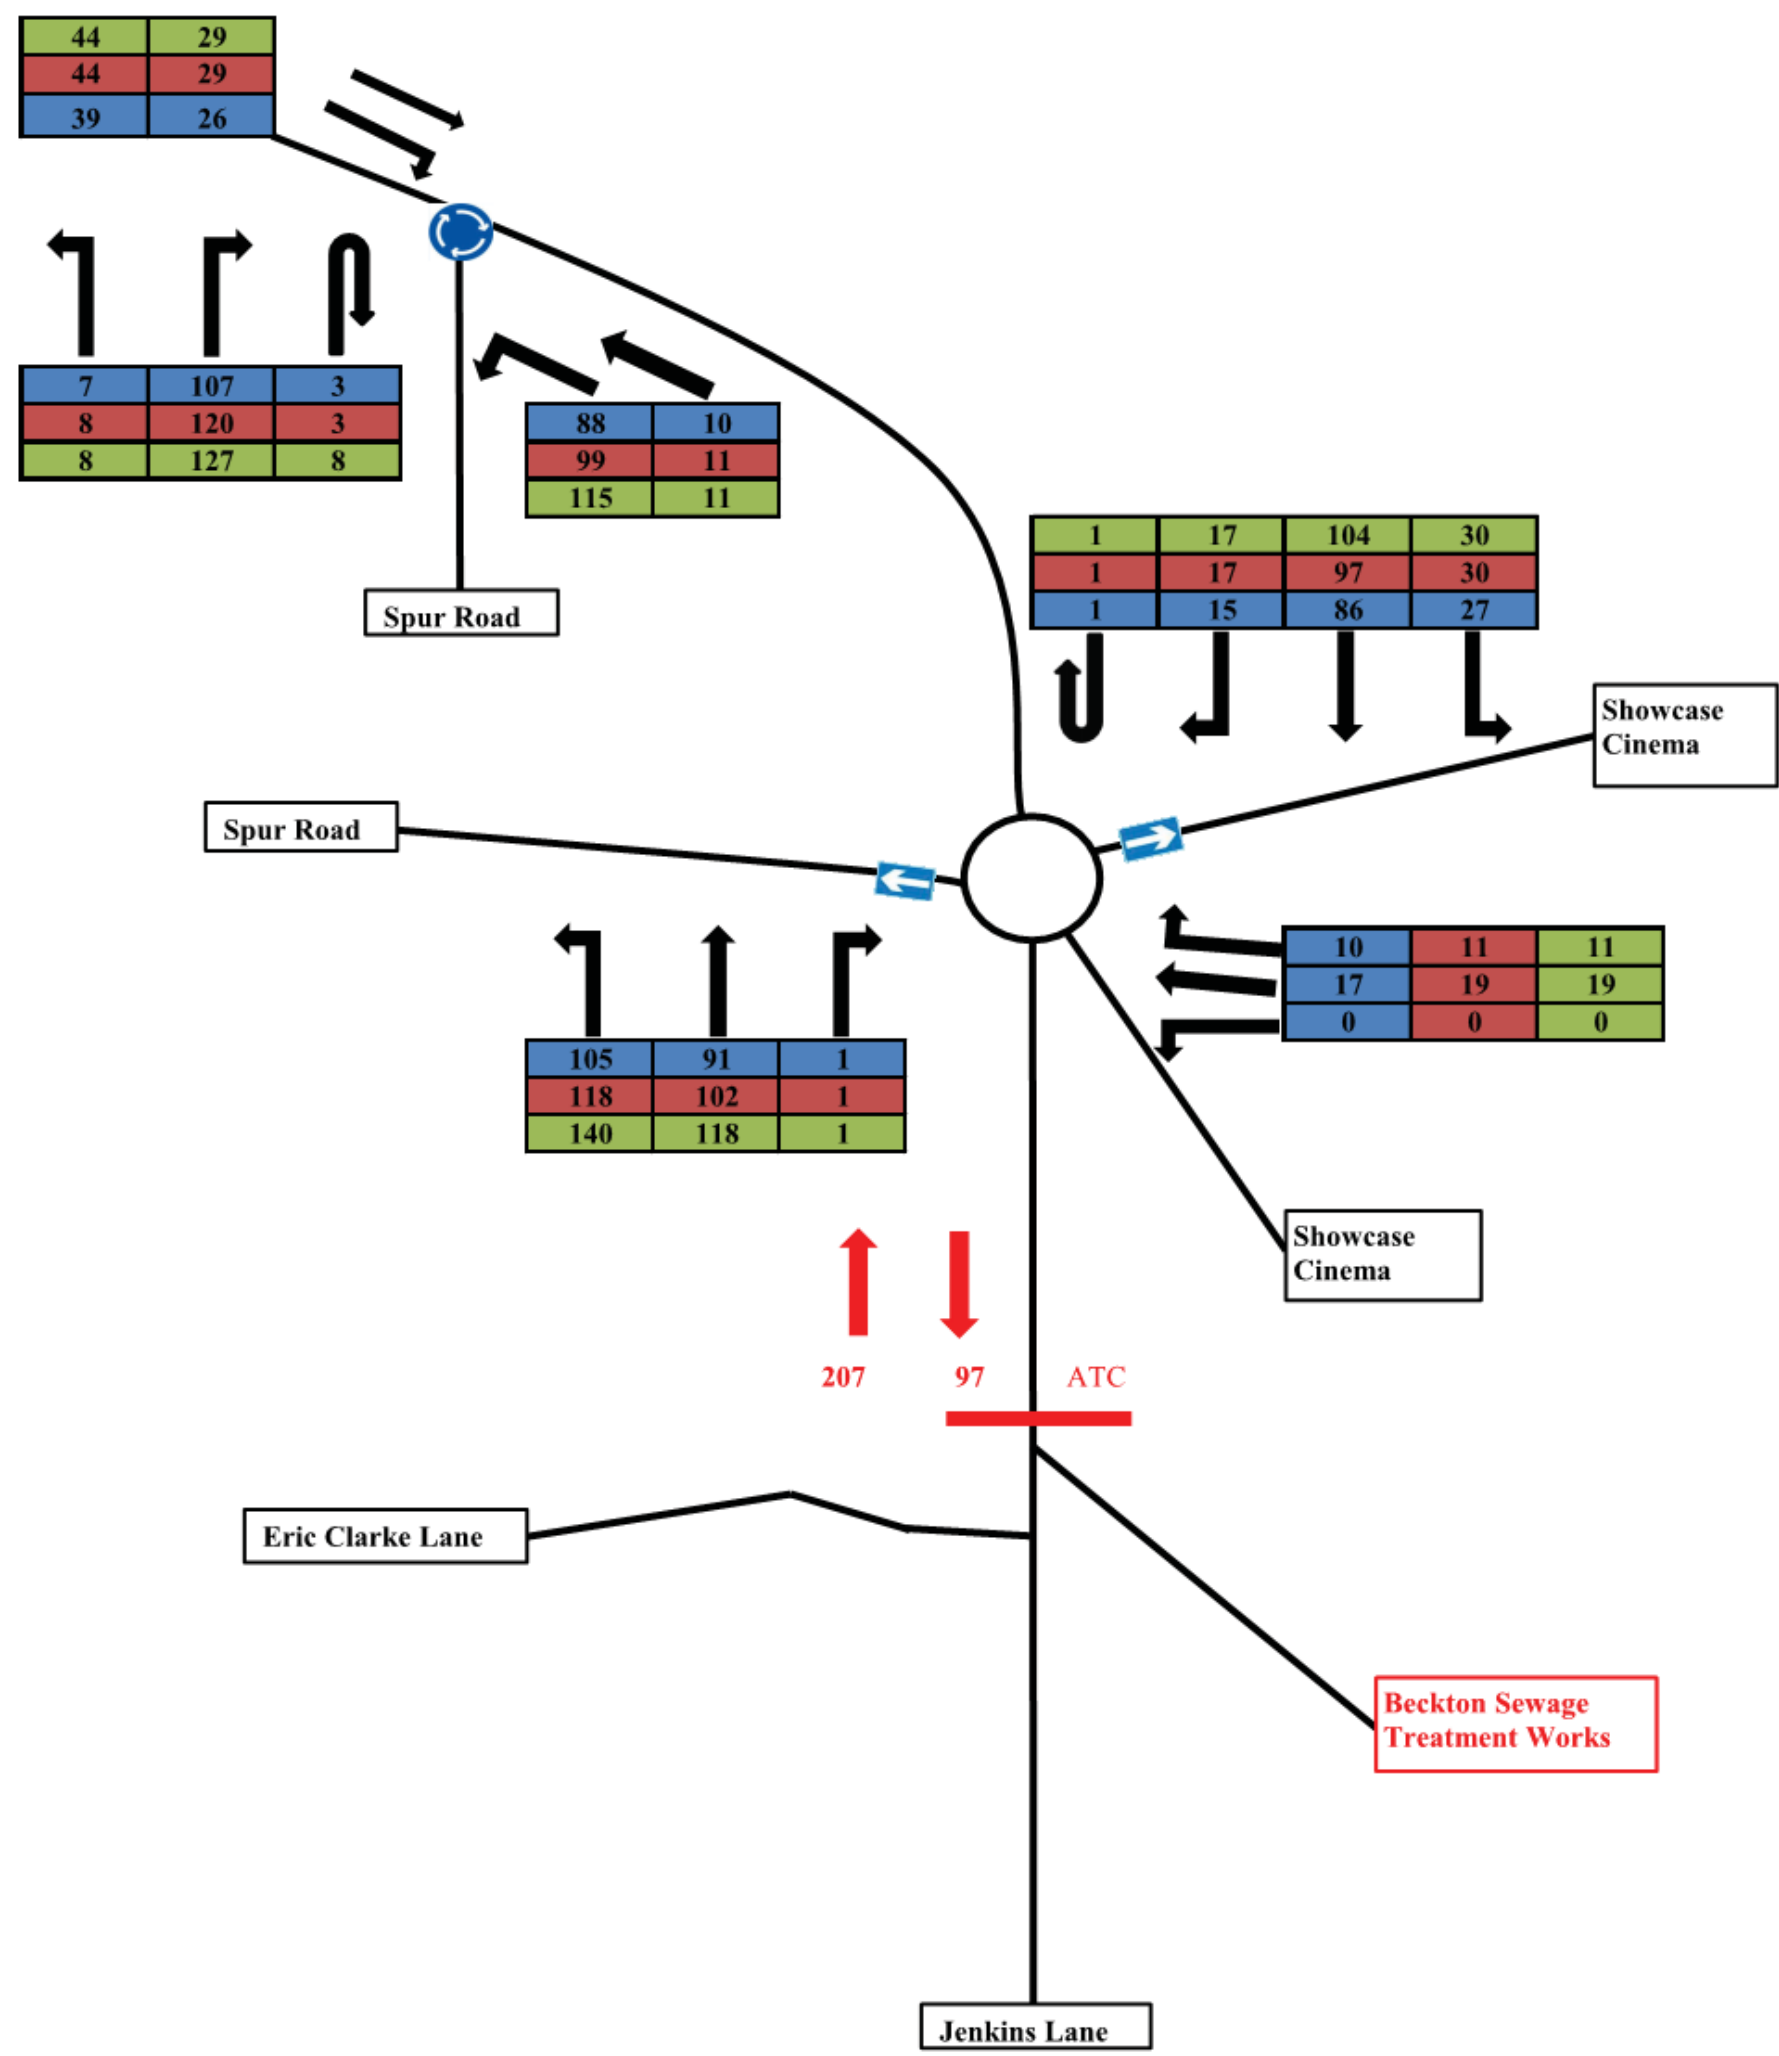 44 29
44 29
39 26
7 107 3
8 120 3
8 127 8
88 10
99 11
115 11
Spur Road
1 17 104 30
1 17 97 30
1 15 86 27
Showcase
Cinema
Spur Road
10 11 11
17 19 19
0 0 0
105 91 1
118 102 1
140 118 1
Showcase
Cinema
207 97 ATC
Eric Clarke Lane
Beckton Sewage
Treatment Works
Jenkins Lane